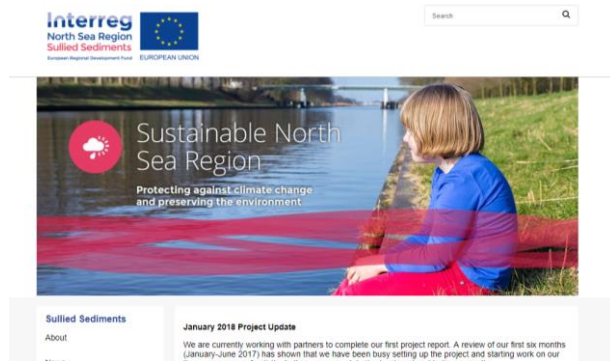 Interreg
North Sea Region
Sullied Sediments
European Regional Development Fund EUROPEAN UNION
Search
Sustainable North
Sea Region
Protecting against climate change
and preserving the environment
Sullied Sediments
About
January 2018 Project Update
We are currently working with partners to complete our first project report. A review of our first six months
(January-June 2017) has shown that we have been busy setting up the project and starting work on our